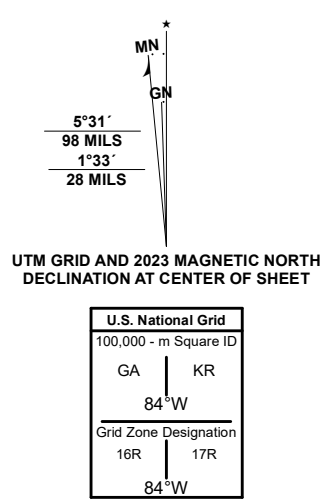 MN
GN
5°31´
98 MILS
1°33´
28 MILS
UTM GRID AND 2023 MAGNETIC NORTH
DECLINATION AT CENTER OF SHEET
U.S. National Grid
100,000 - m Square ID
GA KR
84°W
Grid Zone Designation
16R 17R
84°W